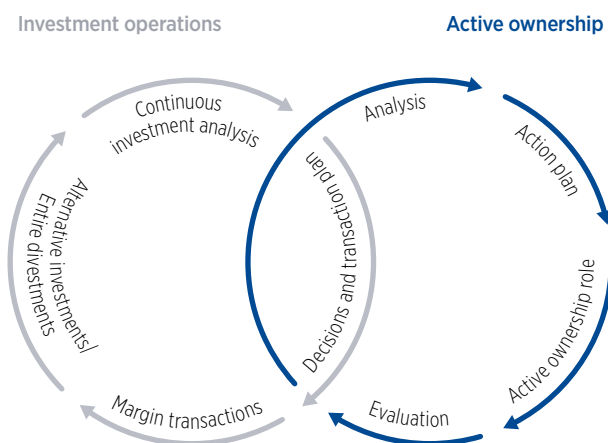 Investment operations
Active ownership
Continuous
investment analysis
Decisions and transaction plan
Margin transactions
Alternative investments/
Entire divestments
Analysis
Action plan
Active ownership role
Evaluation